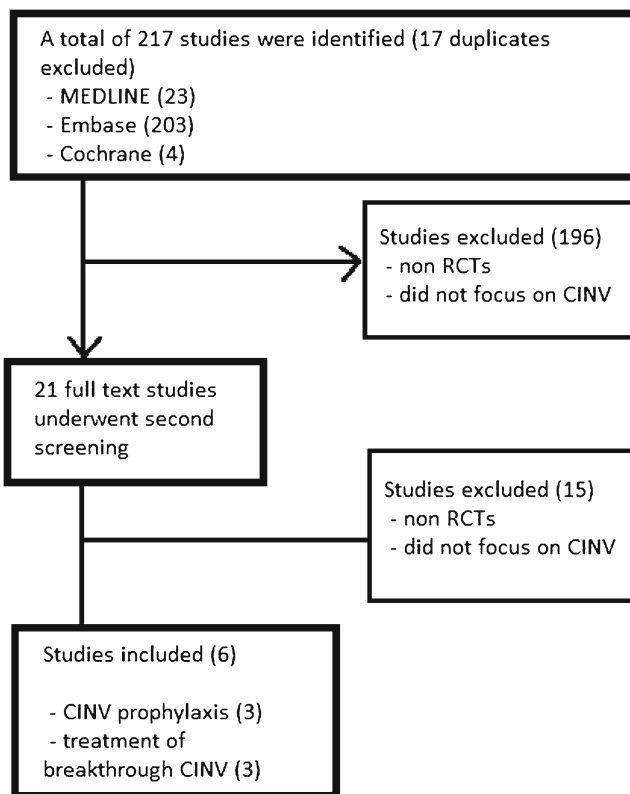 A total of 217 studies were identified (17 duplicates
excluded)
- MEDLINE (23)
- Embase (203)
- Cochrane (4)
Studies excluded (196)
- non RCTs
- did not focus on CINV
21 full text studies
underwent second
screening
Studies excluded (15)
- non RCTs
- did not focus on CINV
Studies included (6)
- CINV prophylaxis (3)
- treatment of
breakthrough CINV (3)